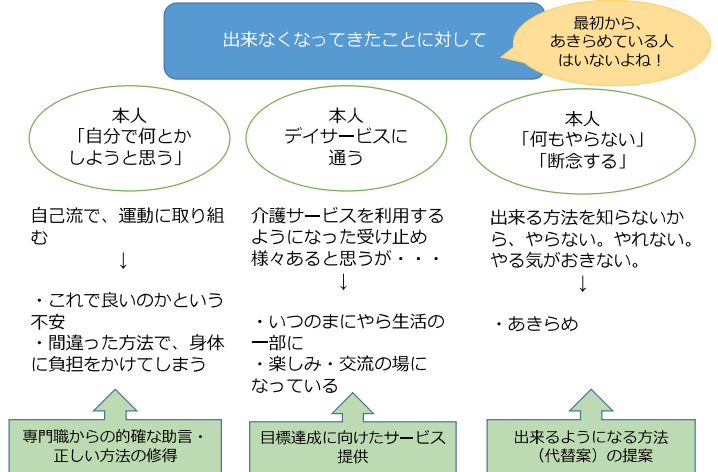 出来なくなってきたことに対して
最初から、
あきらめている人
はいないよね！
本人
「自分で何とか
しようと思う」
自己流で、運動に取り組
む
↓
・これで良いのかという
不安
・間違った方法で、身体
に負担をかけてしまう
専門職からの的確な助言・
正しい方法の修得
本人
デイサービスに
通う
介護サービスを利用する
ようになった受け止め
様々あると思うが・・・
↓
・いつのまにやら生活の
一部に
・楽しみ・交流の場に
なっている
目標達成に向けたサービス
提供
本人
「何もやらない」
「断念する」
出来る方法を知らないか
ら、やらない。やれない。
やる気がおきない。
↓
・あきらめ
出来るようになる方法
（代替案）の提案